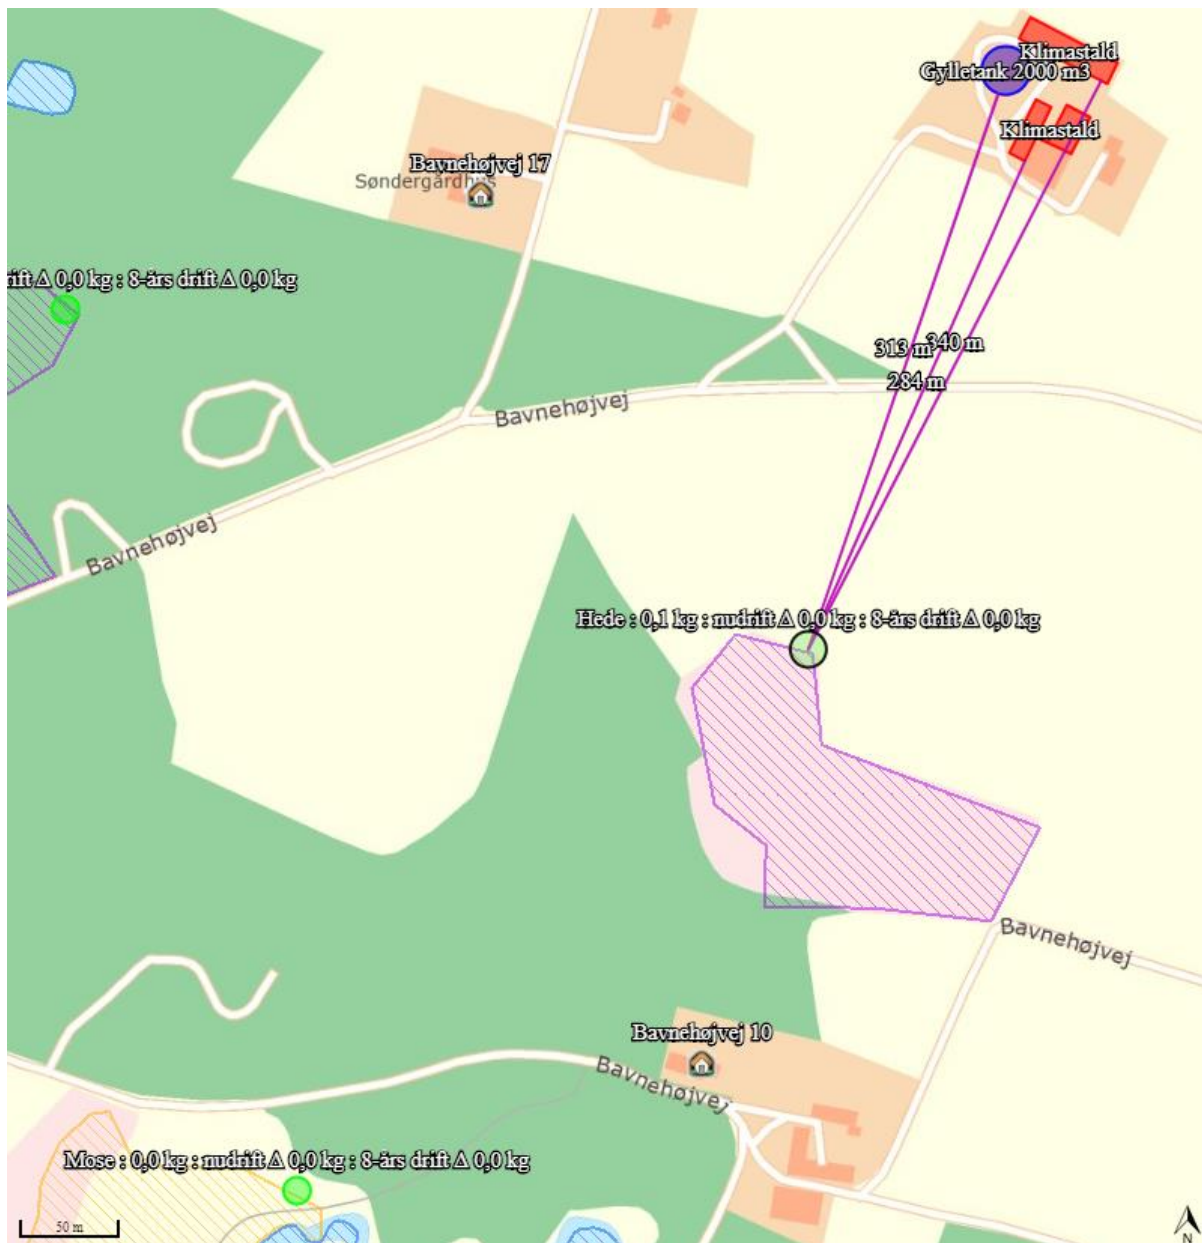 Klimastald
Gylletank 2000 m3
Klimastald
Bavnehøjvej 17
Søndergårdhus
rift Δ 0,0 kg : 8-års drift Δ 0,0 kg
313 m
340 m
284 m
Bavnehøjvej
Bavnehøjvej
Hede : 0,1 kg : nudrift Δ 0,0 kg : 8-års drift Δ 0,0 kg
Bavnehøjvej
Bavnehøjvej 10
Bavnehøjvej
Mose : 0,0 kg : nudrift Δ 0,0 kg : 8-års drift Δ 0,0 kg
50 m
N